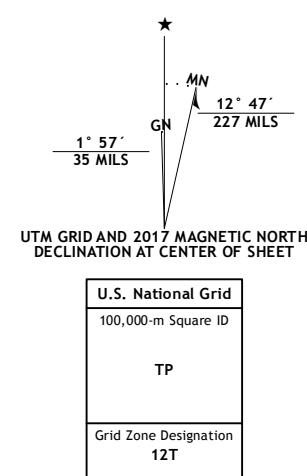 MN
GN
12° 47´
227 MILS
1° 57´
35 MILS
UTM GRID AND 2017 MAGNETIC NORTH
DECLINATION AT CENTER OF SHEET
U.S. National Grid
100,000-m Square ID
TP
Grid Zone Designation
12T